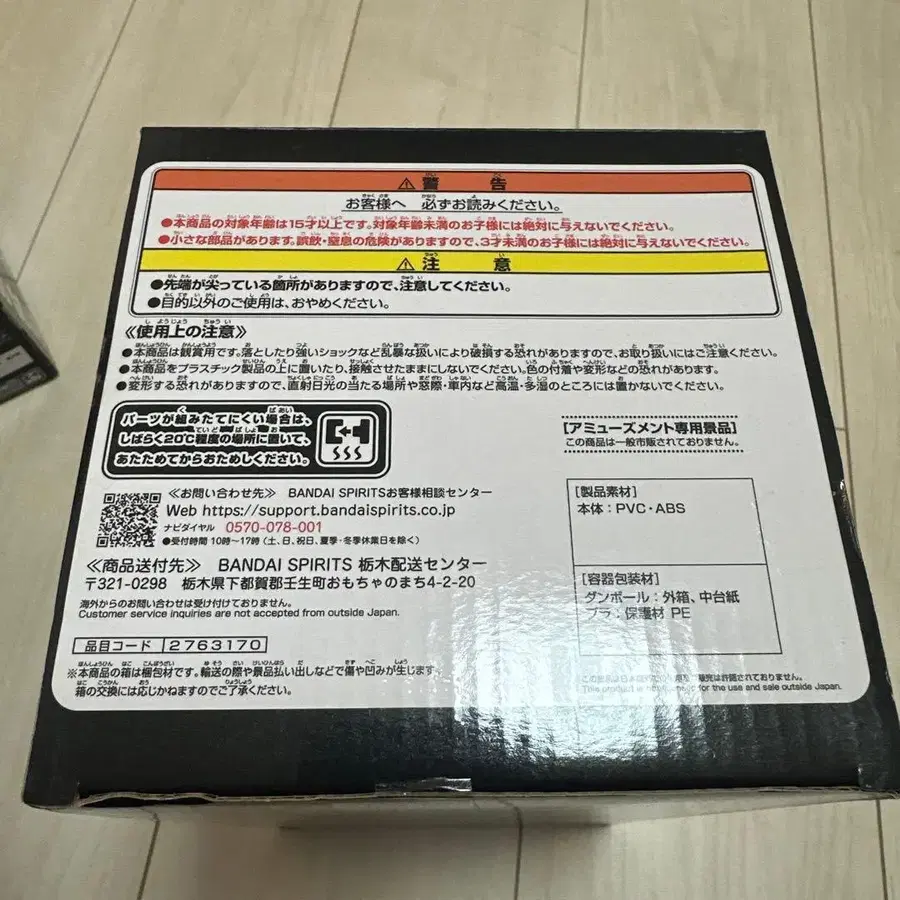 ⚠警告
お客様へ 必ずお読みください。
●本商品の対象年齢は15才以上です。対象年齢未満のお子様には絶対に与えないでください。
●小さな部品があります。誤飲・窒息の危険がありますので、3才未満のお子様には絶対に与えないでください。
⚠注意
●先端が尖っている箇所がありますので、注意してください。
●目的以外のご使用は、おやめください。
《使用上の注意》
●本商品は観賞用です。落としたり強いショックなど乱暴な扱いにより破損する恐れがありますので、お取り扱いにはご注意ください。
●本商品をプラスチック製品の上に置いたり、接触させたままにしないでください。色の付着や変形などの恐れがあります。
●変形する恐れがありますので、直射日光の当たる場所や窓際・車内など高温・多湿のところには置かないでください。
パーツが組みたてにくい場合は、
しばらく20℃程度の場所に置いて、
あたためてからおためしください。
[アミューズメント専用景品]
この商品は一般市販されておりません。
≪お問い合わせ先≫ BANDAI SPIRITSお客様相談センター
Web https://support.bandaispirits.co.jp
ナビダイヤル 0570-078-001
●受付時間 10時~17時(土、日、祝日、夏季・冬季休業日を除く)
≪商品送付先≫ BANDAI SPIRITS 栃木配送センター
〒321-0298 栃木県下都賀郡壬生町おもちゃのまち4-2-20
海外からのお問い合わせは受け付けておりません。
Customer service inquiries are not accepted from outside Japan.
品目コード 2763170
※本商品の箱は梱包材です。輸送の際や景品払い出しなどで傷や凹みが生じます。
箱の交換には応じかねますのでご了承ください。
[製品素材]
本体：PVC・ABS
[容器包装材]
ダンボール：外箱、中台紙
プラ：保護材 PE
販売は許可されておりません。
This product is for the use and sale outside Japan.